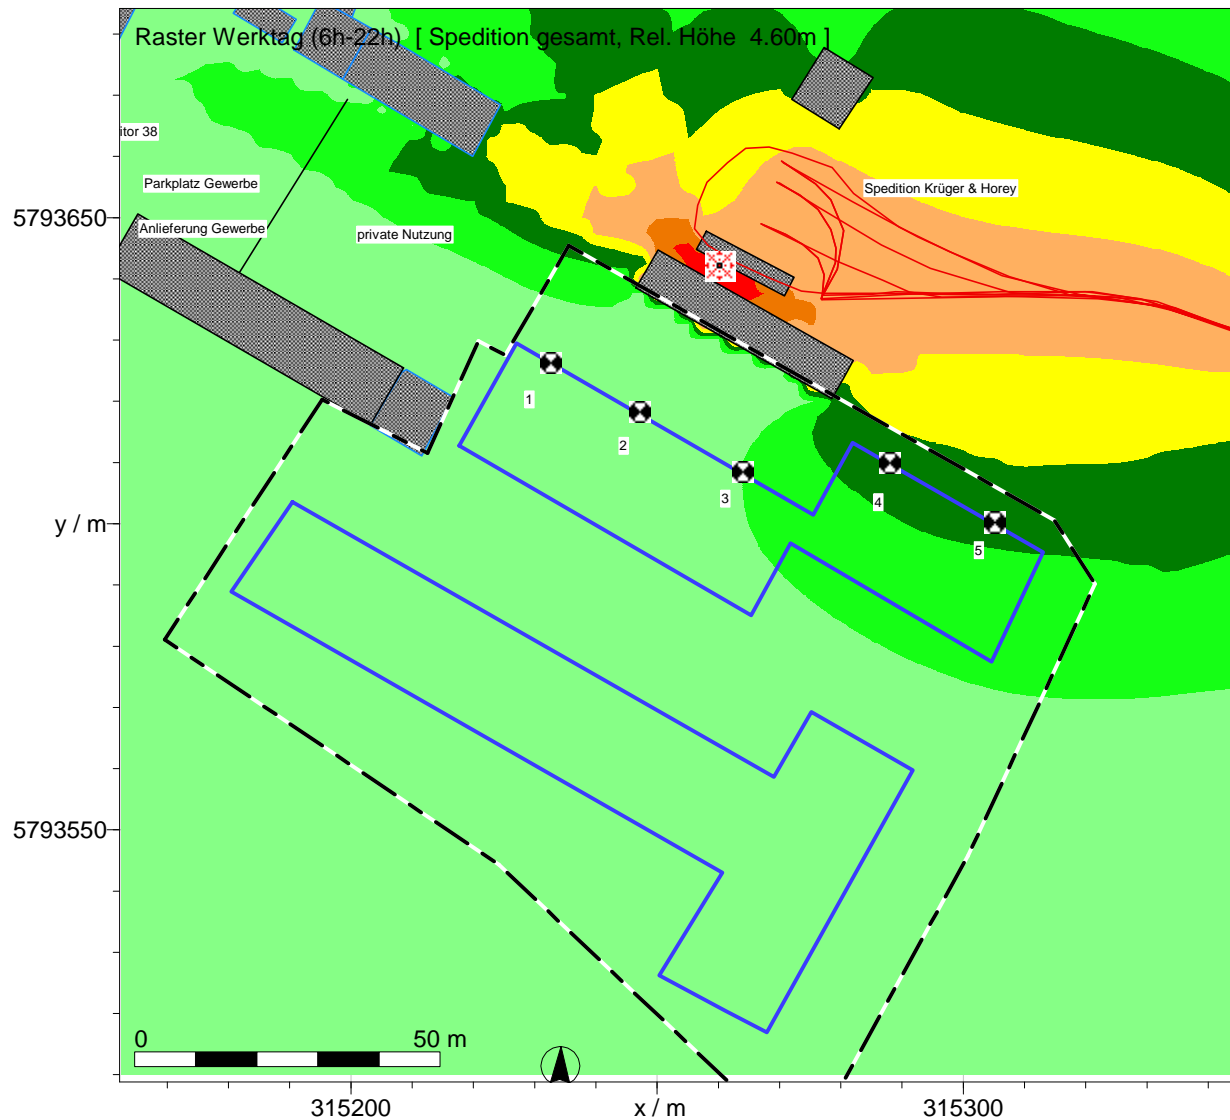 Raster Werktag (6h-22h) [ Spedition gesamt, Rel. Höhe 4.60m ]
itor 38
Parkplatz Gewerbe
Spedition Krüger & Horey
5793650
Anlieferung Gewerbe
private Nutzung
1
2
3
4
y / m
5
5793550
0
50 m
315200
x / m
315300